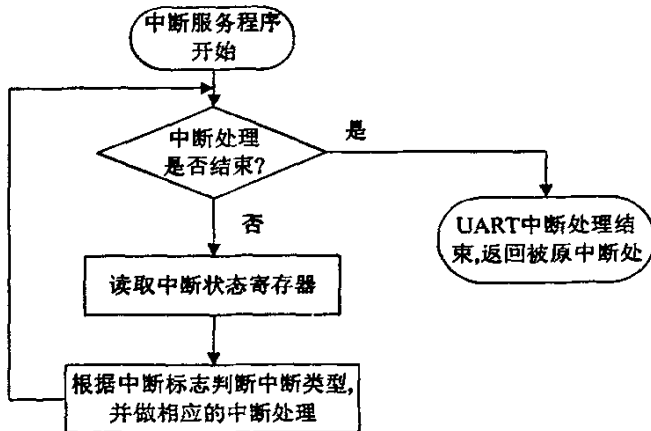 中断服务程序
开始
中断处理
是否结束?
是
否
UART中断处理结
束,返回被原中断处
读取中断状态寄存器
根据中断标志判断中断类型,
并做相应的中断处理